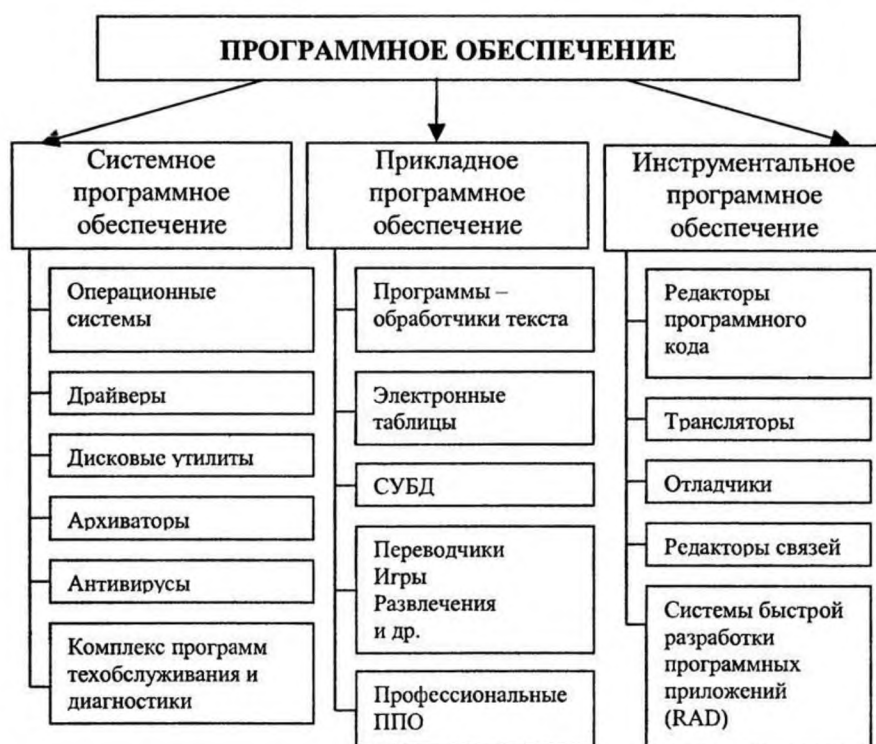 ПРОГРАММНОЕ ОБЕСПЕЧЕНИЕ
Системное
программное
обеспечение
Операционные
системы
Драйверы
Дисковые утилиты
Архиваторы
Антивирусы
Комплекс программ
техобслуживания и
диагностики
Прикладное
программное
обеспечение
Программы –
обработчики текста
Электронные
таблицы
СУБД
Переводчики
Игры
Развлечения
и др.
Профессиональные
ППО
Инструментальное
программное
обеспечение
Редакторы
программного
кода
Трансляторы
Отладчики
Редакторы связей
Системы быстрой
разработки
программных
приложений
(RAD)